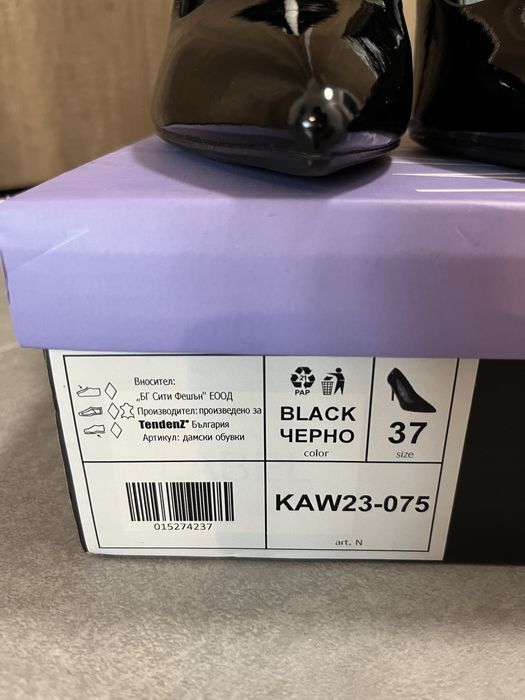 Вносител:
„БГ Сити Фешън" ЕООД
Производител: произведено за
TendenZ® България
Артикул: дамски обувки
21
PAP
BLACK
ЧЕРНО
color
37
size
015274237
KAW23-075
art. N